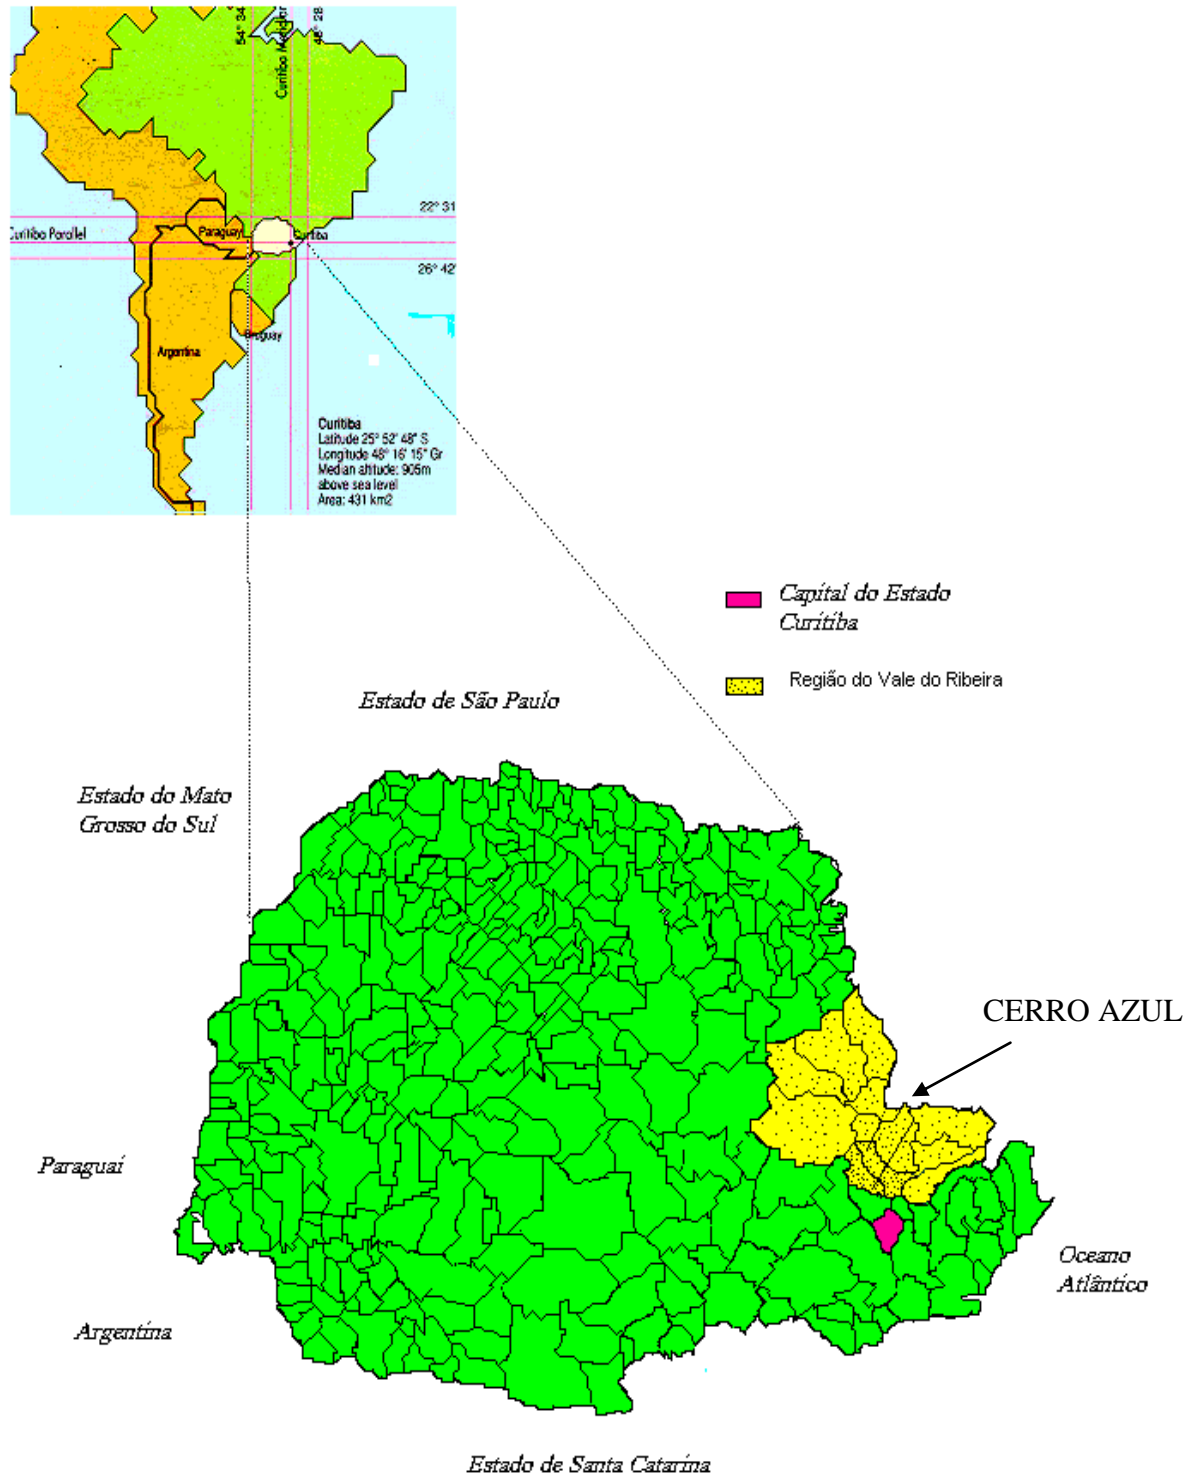 54° 34
Curitibo Meridior
48° 28
22° 31
Curitibo Parallel
Paraguay
Curitiba
26° 42'
Uruguay
Argentina
Curitiba
Latitude 25° 52' 48" S
Longitude 48° 16' 15" Gr
Median altitude: 905m
above sea level
Area: 431 km2
Capital do Estado
Curitiba
Região do Vale do Ribeira
Estado de São Paulo
Estado do Mato
Grosso do Sul
CERRO AZUL
Paraguai
Oceano
Atlântico
Argentina
Estado de Santa Catarina